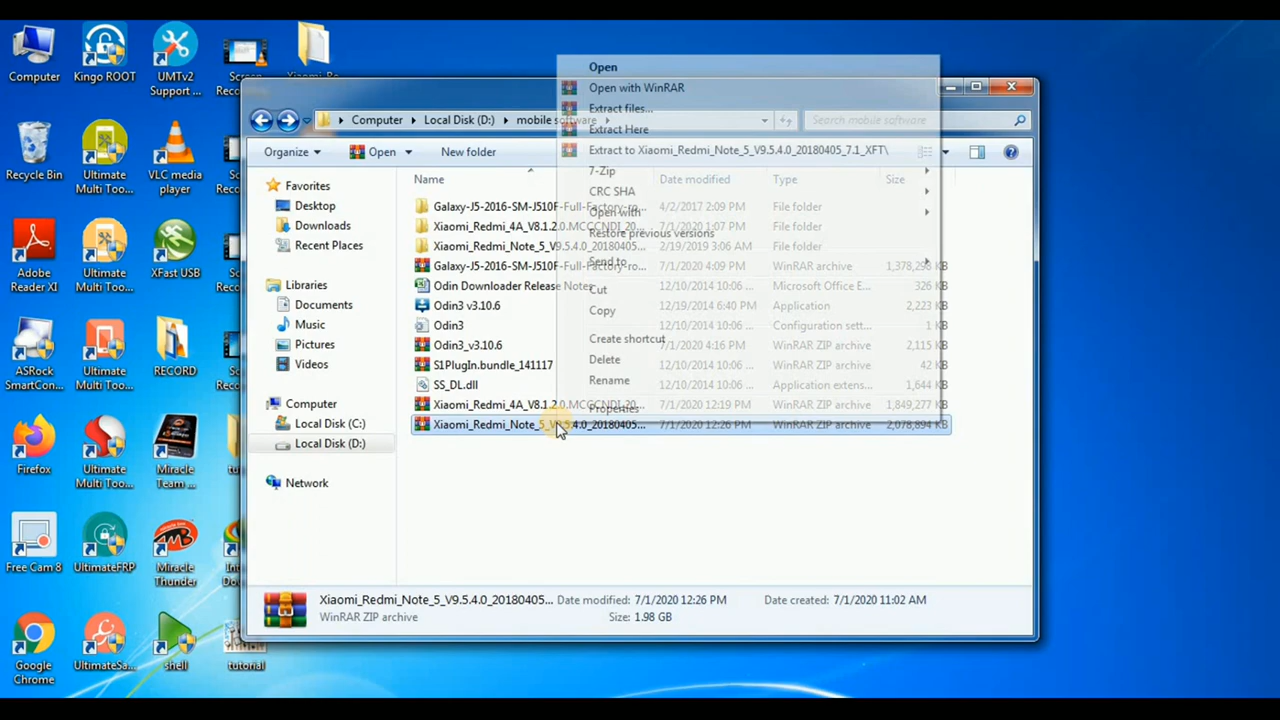 Computer
Kingo ROOT
UMTv2
Support ...
Recycle Bin
Ultimate
Multi Too...
VLC media
player
Adobe
Reader XI
Ultimate
Multi Too...
XFast USB
ASRock
SmartCon...
Ultimate
Multi Too...
RECORD
Firefox
Ultimate
Multi Too...
Miracle
Team ...
Free Cam 8
UltimateFRP
Miracle
Thunder
Google
Chrome
UltimateSa...
shell
tutorial
Computer
Local Disk (D:)
mobile software
Search mobile software
Organize
Open
New folder
Name
Date modified
Type
Size
Favorites
Desktop
Downloads
Recent Places
Libraries
Documents
Music
Pictures
Videos
Computer
Local Disk (C:)
Local Disk (D:)
Network
Galaxy-J5-2016-SM-J510F-Full-Factory-ro... 4/2/2017 2:09 PM File folder
Xiaomi_Redmi_4A_V8.1.2.0.MCCCNDI_20... 7/1/2020 1:07 PM File folder
Xiaomi_Redmi_Note_5_V9.5.4.0_20180405... 2/19/2019 3:06 AM File folder
Galaxy-J5-2016-SM-J510F-Full-Factory-ro... 7/1/2020 4:09 PM WinRAR archive 1,378,298 KB
Odin Downloader Release Notes 12/10/2014 10:06 ... Microsoft Office E... 326 KB
Odin3 v3.10.6 12/19/2014 6:40 PM Application 2,223 KB
Odin3 12/10/2014 10:06 ... Configuration sett... 1 KB
Odin3_v3.10.6 7/1/2020 4:16 PM WinRAR ZIP archive 2,115 KB
S1PlugIn.bundle_141117 12/10/2014 10:06 ... WinRAR ZIP archive 42 KB
SS_DL.dll 12/10/2014 10:06 ... Application exten... 1,644 KB
Xiaomi_Redmi_4A_V8.1.2.0.MCCCNDI_20... 7/1/2020 12:19 PM WinRAR ZIP archive 1,849,277 KB
Xiaomi_Redmi_Note_5_V9.5.4.0_20180405... 7/1/2020 12:26 PM WinRAR ZIP archive 2,078,894 KB
Open
Open with WinRAR
Extract files...
Extract Here
Extract to Xiaomi_Redmi_Note_5_V9.5.4.0_20180405_7.1_XFT\
7-Zip
CRC SHA
Open with
Restore previous versions
Send to
Cut
Copy
Create shortcut
Delete
Rename
Properties
Xiaomi_Redmi_Note_5_V9.5.4.0_20180405... Date modified: 7/1/2020 12:26 PM Date created: 7/1/2020 11:02 AM
WinRAR ZIP archive Size: 1.98 GB